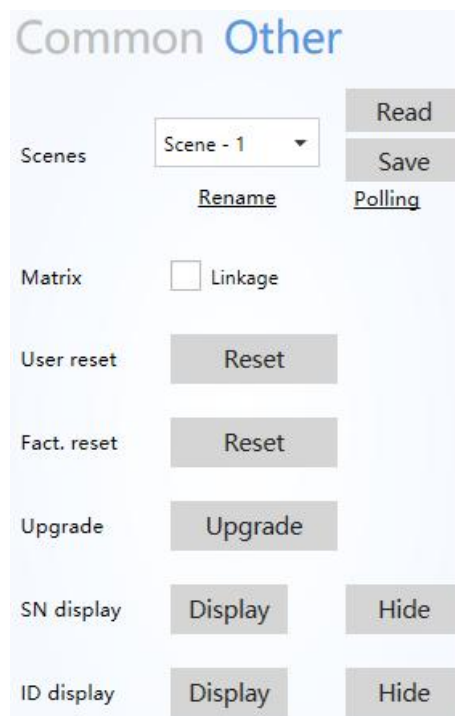 Common Other
Read
Scenes Scene - 1
Save
Rename Polling
Matrix Linkage
User reset Reset
Fact. reset Reset
Upgrade Upgrade
SN display Display Hide
ID display Display Hide